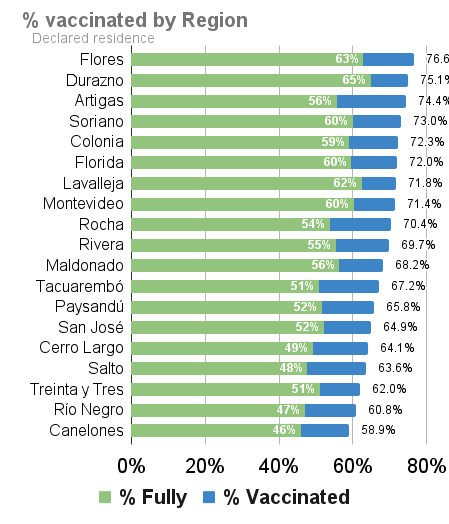 % vaccinated by Region
Declared residence
Flores 63% 76.6
Durazno 65% 75.1%
Artigas 56% 74.4%
Soriano 60% 73.0%
Colonia 59% 72.3%
Florida 60% 72.0%
Lavalleja 62% 71.8%
Montevideo 60% 71.4%
Rocha 54% 70.4%
Rivera 55% 69.7%
Maldonado 56% 68.2%
Tacuarembó 51% 67.2%
Paysandú 52% 65.8%
San José 52% 64.9%
Cerro Largo 49% 64.1%
Salto 48% 63.6%
Treinta y Tres 51% 62.0%
Río Negro 47% 60.8%
Canelones 46% 58.9%
0% 20% 40% 60% 80%
% Fully % Vaccinated